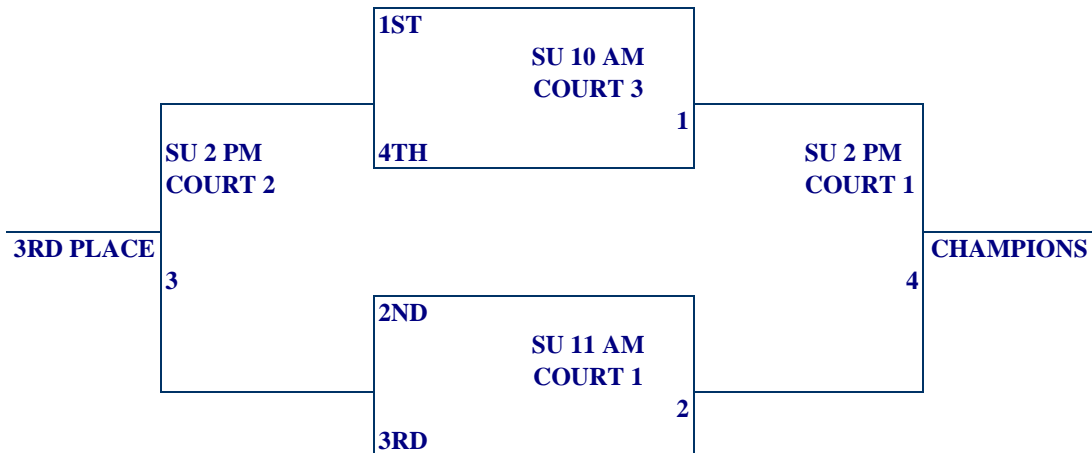 1ST
SU 10 AM
COURT 3
1
4TH
SU 2 PM
COURT 2
SU 2 PM
COURT 1
3RD PLACE
CHAMPIONS
3
4
2ND
SU 11 AM
COURT 1
2
3RD